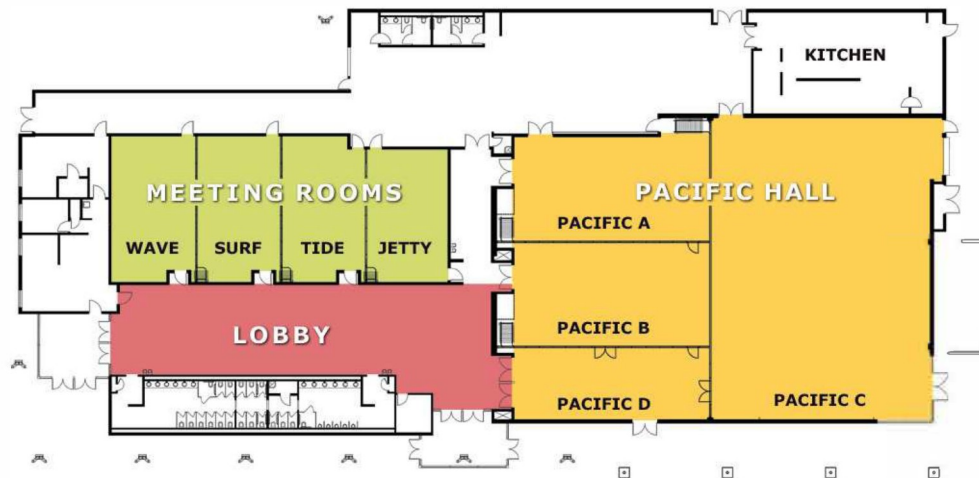 KITCHEN
MEETING ROOMS
PACIFIC HALL
PACIFIC A
WAVE
SURF
TIDE
JETTY
LOBBY
PACIFIC B
PACIFIC D
PACIFIC C